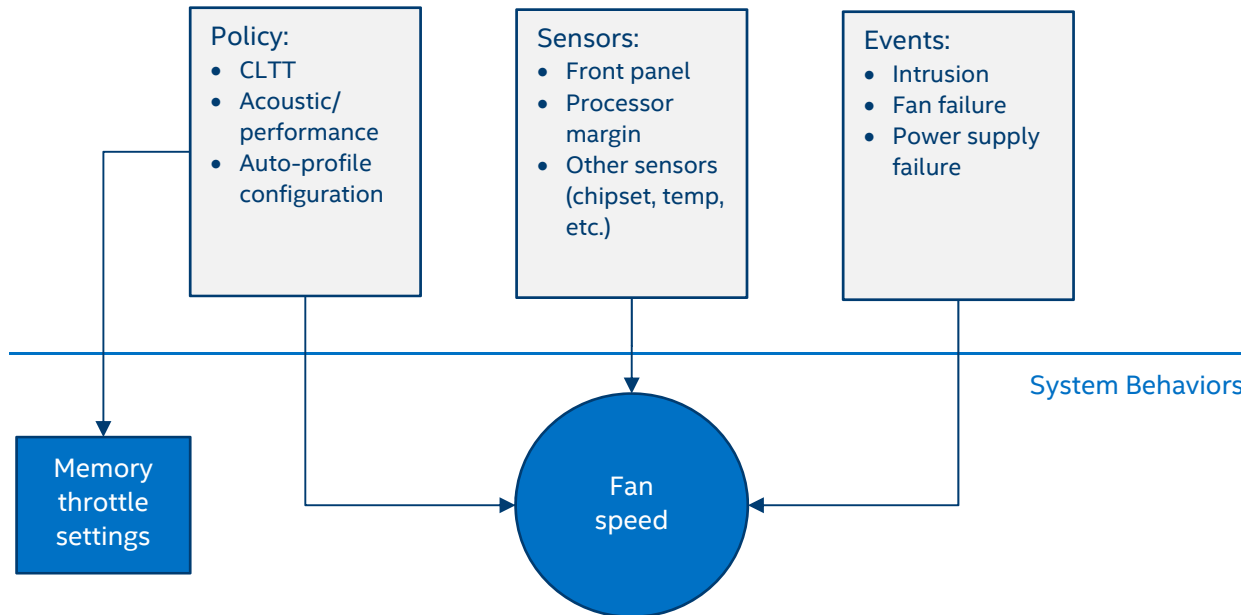 Policy:
• CLTT
• Acoustic/
performance
• Auto-profile
configuration
Sensors:
• Front panel
• Processor
margin
• Other sensors
(chipset, temp,
etc.)
Events:
• Intrusion
• Fan failure
• Power supply
failure
System Behaviors
Memory
throttle
settings
Fan
speed